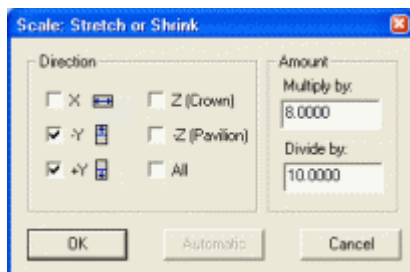 Scale: Stretch or Shrink
Direction
X
Z (Crown)
-Y
-Z (Pavilion)
+Y
All
Amount
Multiply by:
8.0000
Divide by:
10.0000
OK
Automatic
Cancel